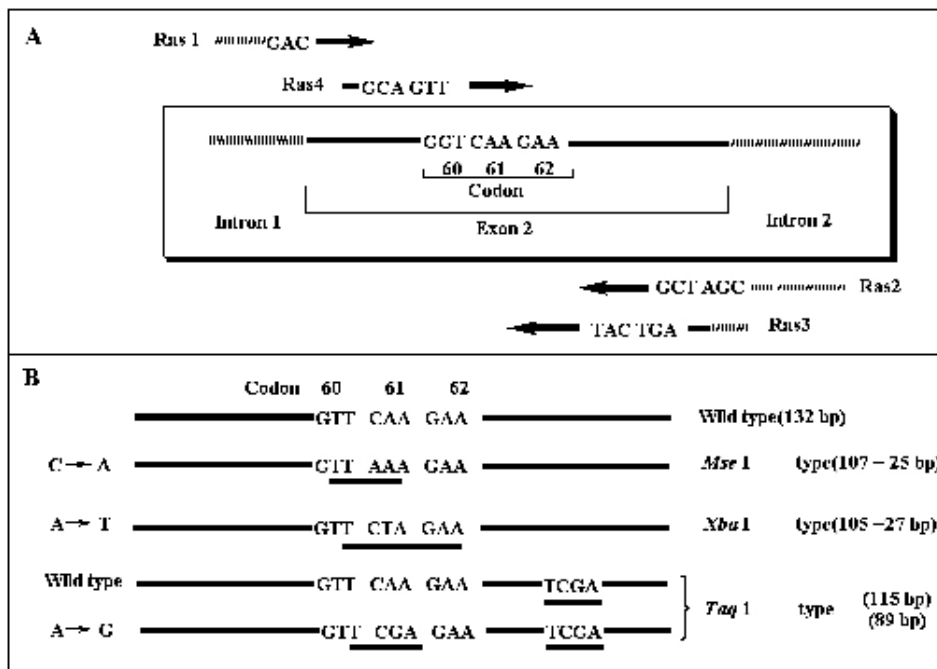 A
Ras 1 GAC
Ras4 GCA GTT
GGT CAA GAA
60 61 62
Codon
Intron 1 Exon 2 Intron 2
GCT AGC Ras2
TAC TGA Ras3
B
Codon 60 61 62
GTT CAA GAA Wild type(132 bp)
C→A GTT AAA GAA Mse 1 type(107 – 25 bp)
A→T GTT CTA GAA Xba 1 type(105 –27 bp)
Wild type GTT CAA GAA TCGA
Taq 1 type (115 bp)
(89 bp)
A→G GTT CGA GAA TCGA